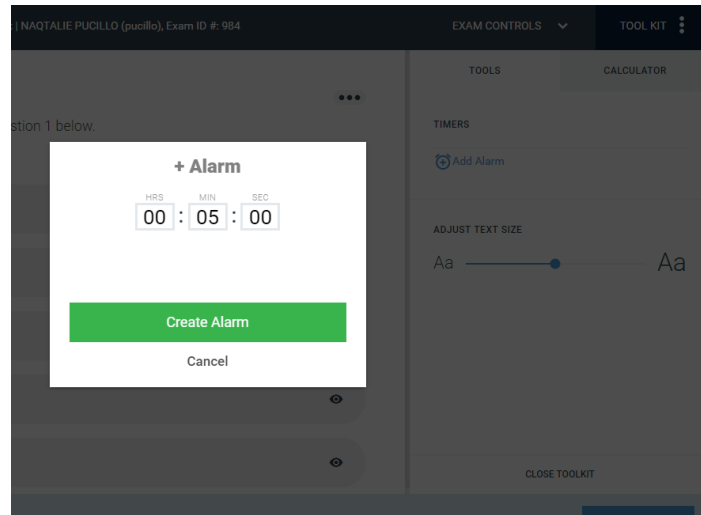 | NAQTALIE PUCILLO (pucillo), Exam ID #: 984
EXAM CONTROLS
TOOL KIT
TOOLS
CALCULATOR
stion 1 below.
TIMERS
Add Alarm
+ Alarm
HRS MIN SEC
00 : 05 : 00
ADJUST TEXT SIZE
Aa Aa
Create Alarm
Cancel
CLOSE TOOLKIT